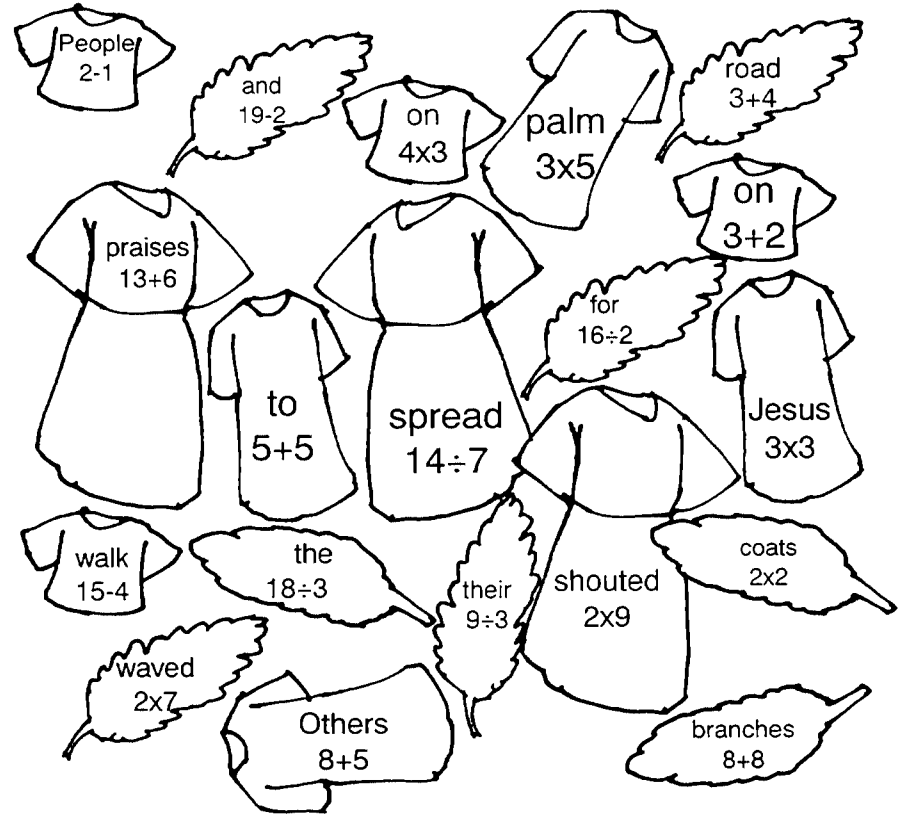 People
2-1
and
19-2
on
4x3
palm
3x5
road
3+4
on
3+2
praises
13+6
for
16÷2
to
5+5
spread
14÷7
Jesus
3x3
walk
15-4
the
18÷3
their
9÷3
shouted
2x9
coats
2x2
waved
2x7
Others
8+5
branches
8+8